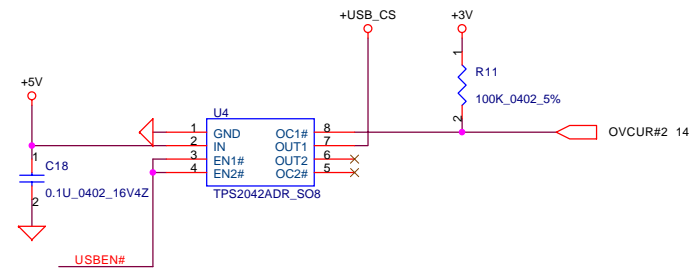 +USB_CS
+3V
+5V
1
R11
100K_0402_5%
2
U4
1 GND OC1# 8
2 IN OUT1 7
3 EN1# OUT2 6
4 EN2# OC2# 5
TPS2042ADR_SO8
OVCUR#2 14
1
C18
0.1U_0402_16V4Z
2
USBEN#